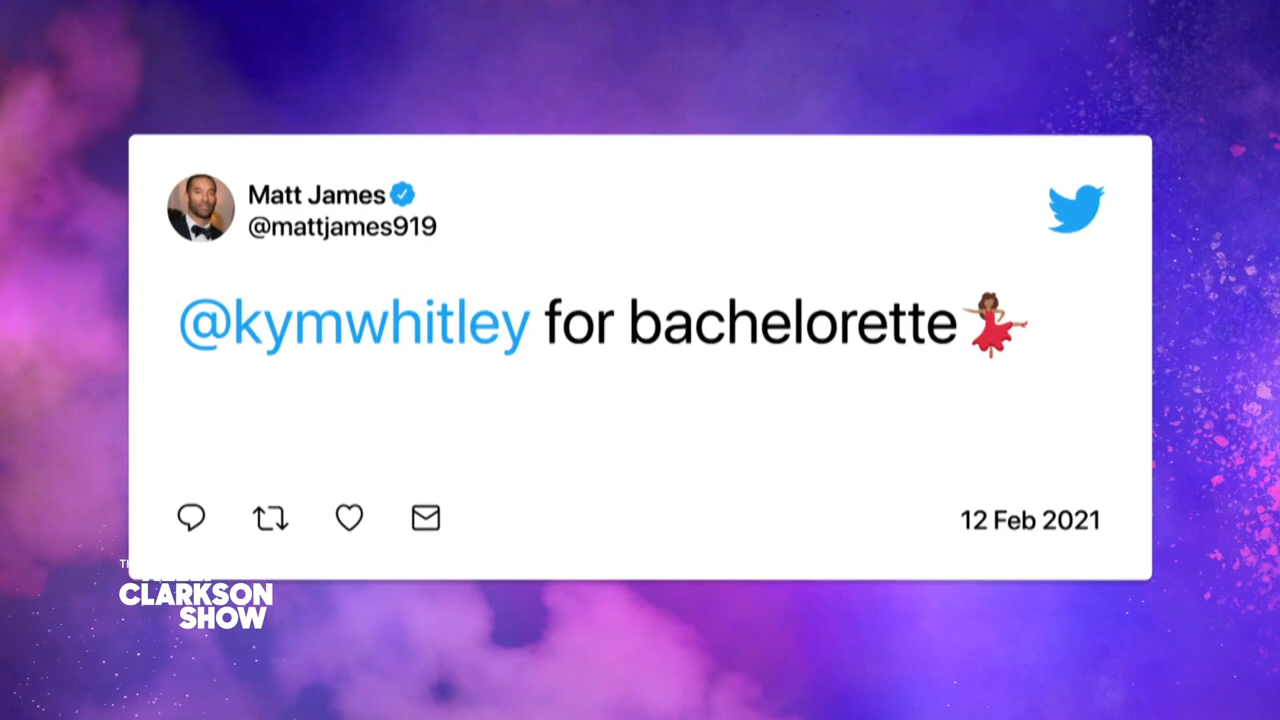 Matt James
@mattjames919
@kymwhitley for bachelorette💃🏾
12 Feb 2021
CLARKSON
SHOW